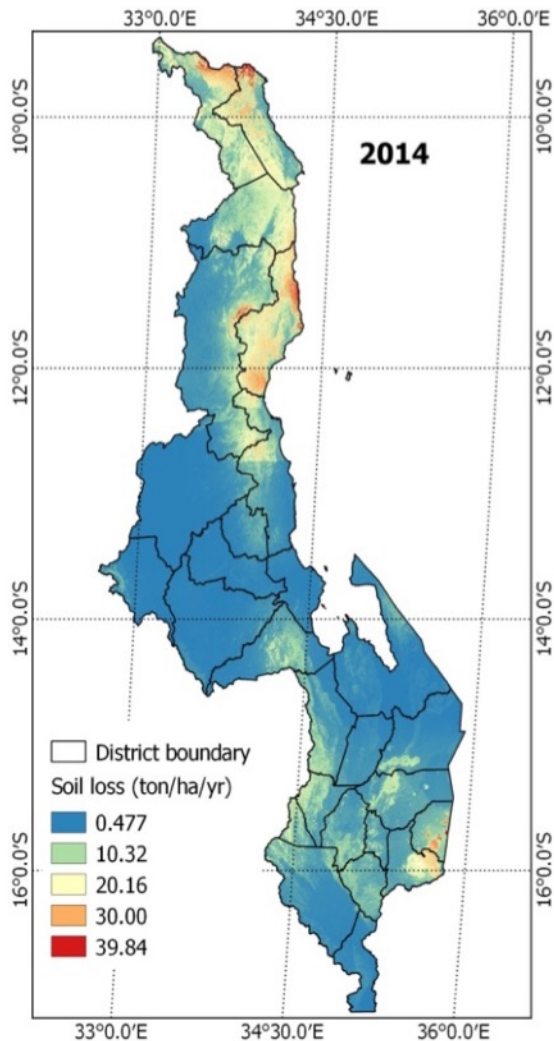 33°0.0'E 34°30.0'E 36°0.0'E
10°0.0'S 10°0.0'S
2014
12°0.0'S 12°0.0'S
14°0.0'S 14°0.0'S
District boundary
Soil loss (ton/ha/yr)
0.477
10.32
20.16
30.00
39.84
16°0.0'S 16°0.0'S
33°0.0'E 34°30.0'E 36°0.0'E